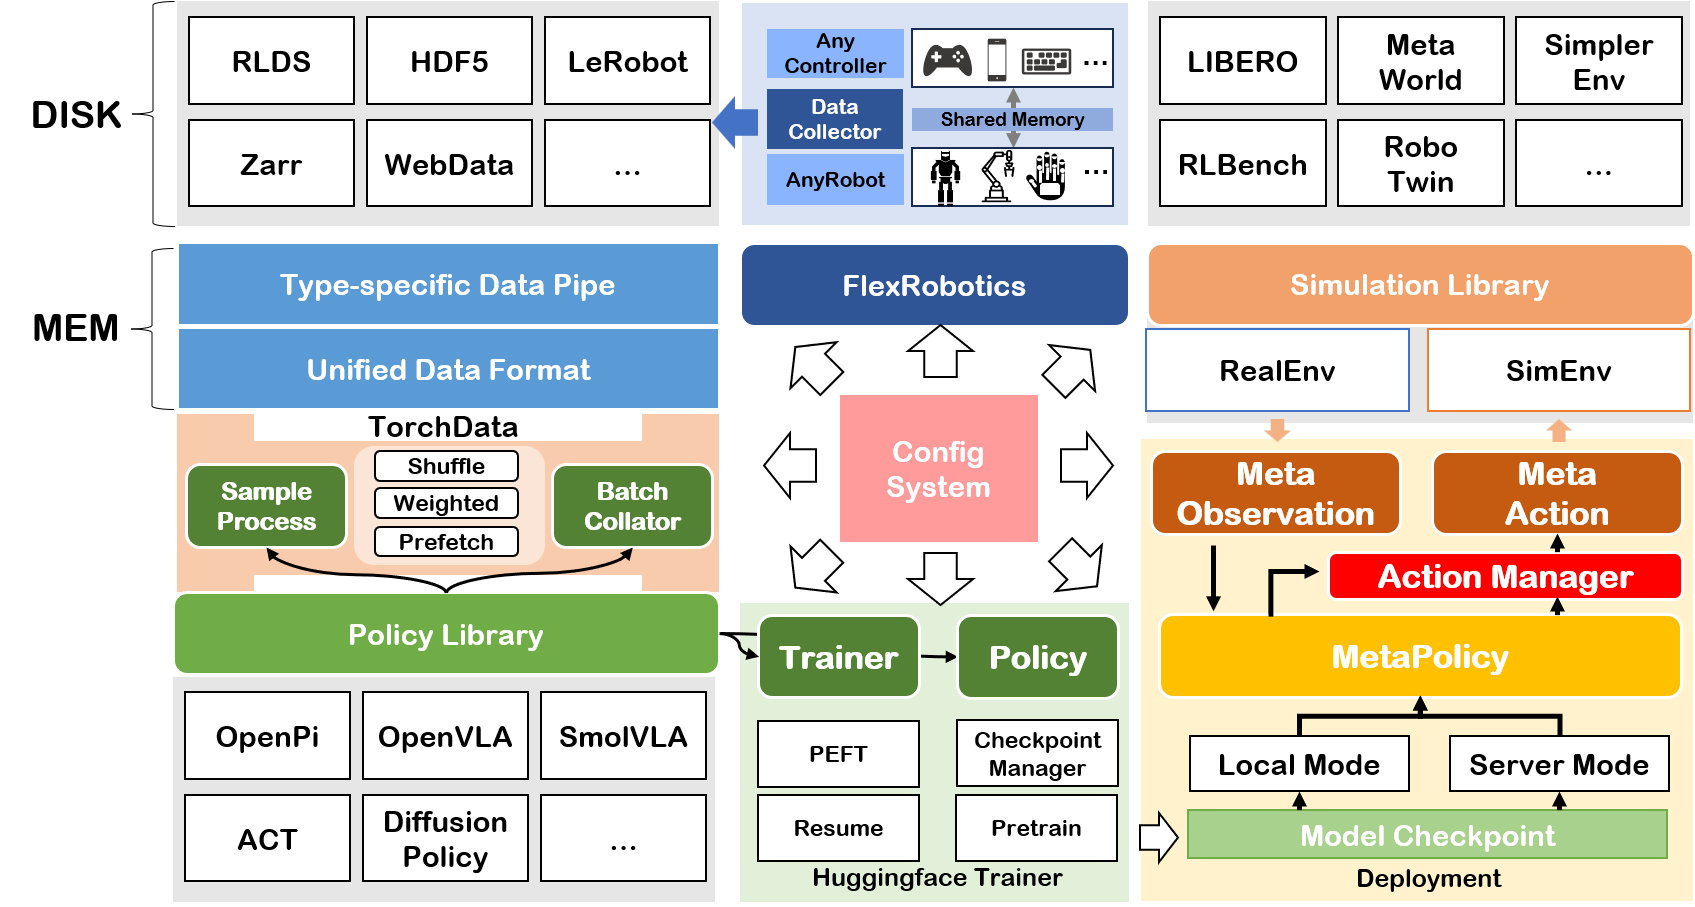 DISK
RLDS
HDF5
LeRobot
Zarr
WebData
...
Any
Controller
Data
Collector
AnyRobot
...
Shared Memory
...
LIBERO
Meta
World
Simpler
Env
RLBench
Robo
Twin
...
MEM
Type-specific Data Pipe
Unified Data Format
FlexRobotics
Simulation Library
RealEnv
SimEnv
TorchData
Sample
Process
Shuffle
Weighted
Prefetch
Batch
Collator
Config
System
Meta
Observation
Meta
Action
Action Manager
MetaPolicy
Policy Library
OpenPi
OpenVLA
SmolVLA
ACT
Diffusion
Policy
...
Trainer
Policy
PEFT
Checkpoint
Manager
Resume
Pretrain
Huggingface Trainer
Local Mode
Server Mode
Model Checkpoint
Deployment